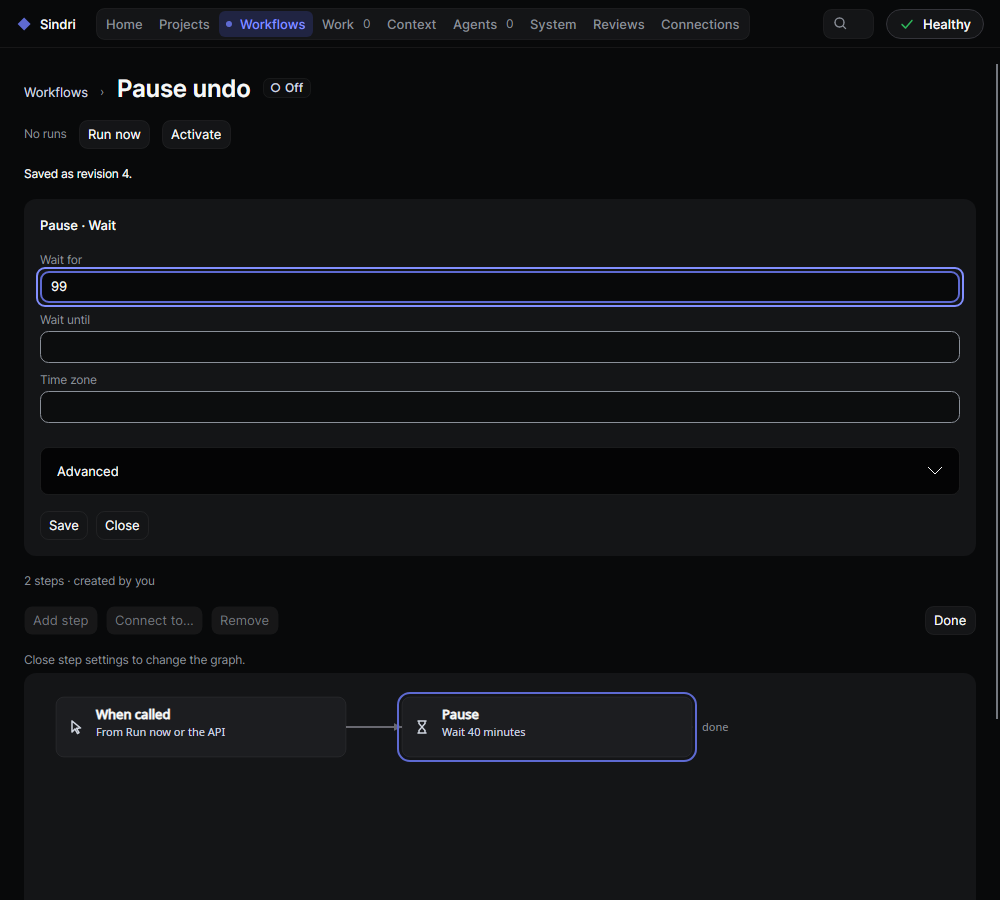 Sindri
Home Projects Workflows Work 0 Context Agents 0 System Reviews Connections
Healthy
Workflows › Pause undo Off
No runs Run now Activate
Saved as revision 4.
Pause · Wait
Wait for
99
Wait until
Time zone
Advanced
Save Close
2 steps · created by you
Add step Connect to... Remove Done
Close step settings to change the graph.
When called
From Run now or the API
Pause
Wait 40 minutes
done